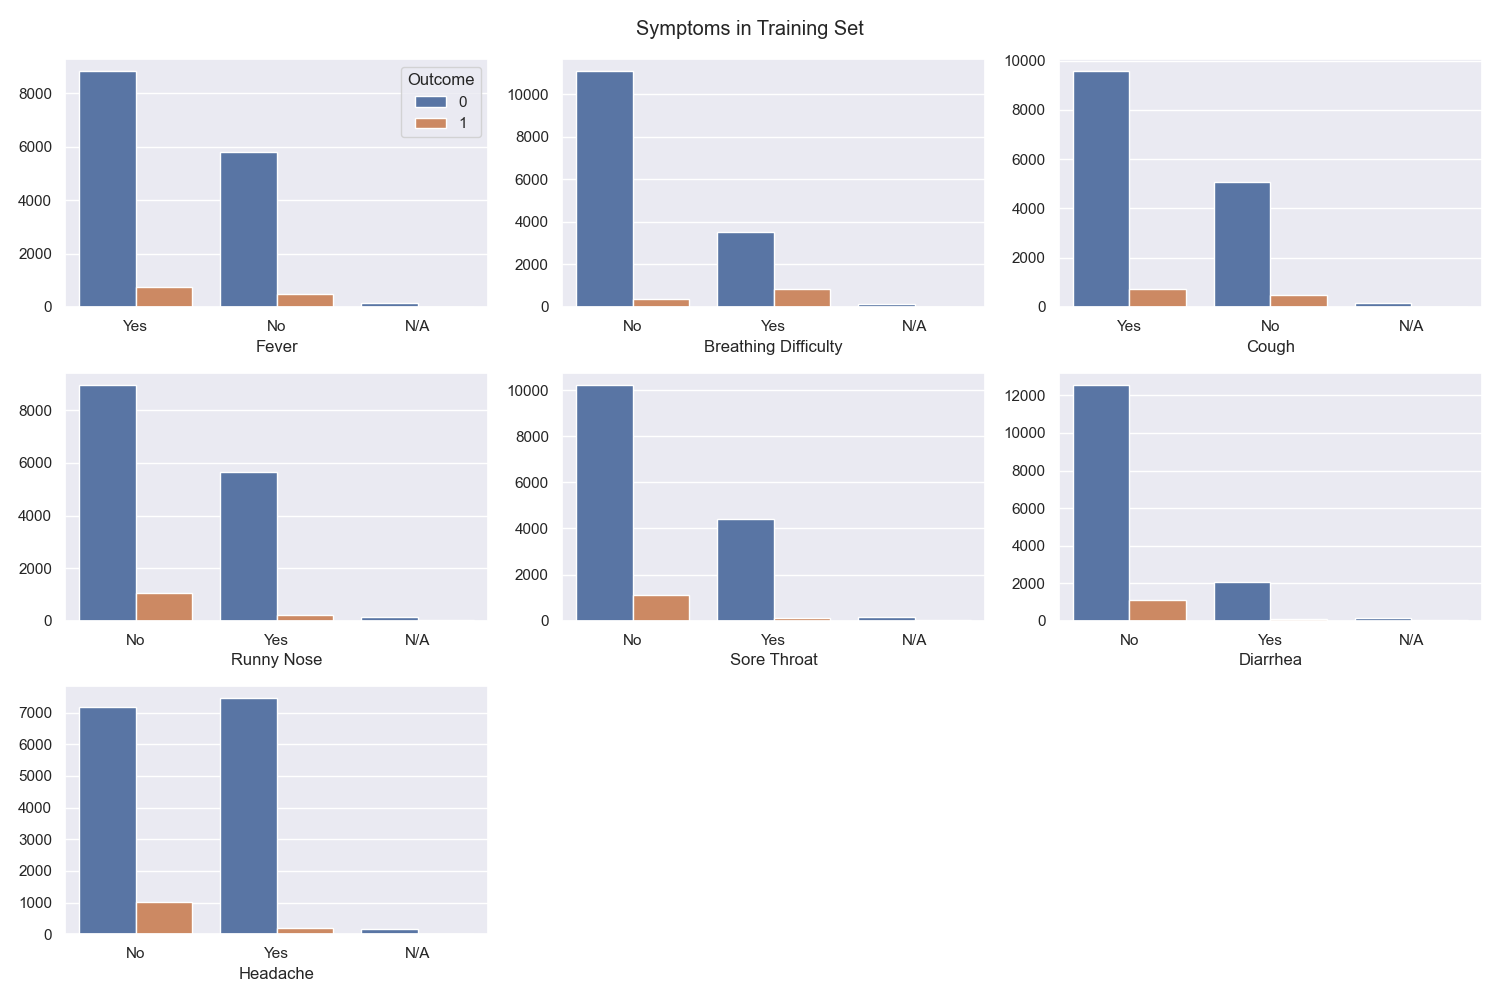 Symptoms in Training Set
8000
6000
4000
2000
0
Outcome
0
1
Yes No N/A
Fever
10000
8000
6000
4000
2000
0
No Yes N/A
Breathing Difficulty
10000
8000
6000
4000
2000
0
Yes No N/A
Cough
8000
6000
4000
2000
0
No Yes N/A
Runny Nose
10000
8000
6000
4000
2000
0
No Yes N/A
Sore Throat
12000
10000
8000
6000
4000
2000
0
No Yes N/A
Diarrhea
7000
6000
5000
4000
3000
2000
1000
0
No Yes N/A
Headache